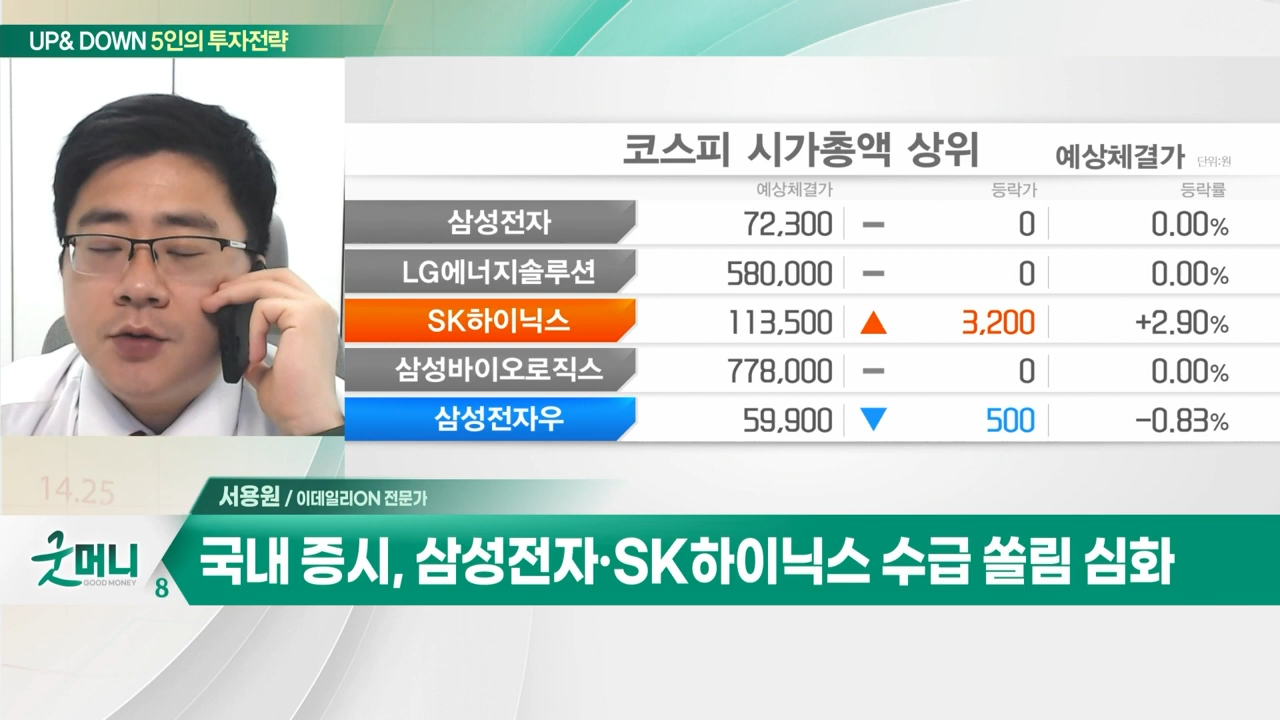 UP& DOWN 5인의 투자전략
코스피 시가총액 상위 예상체결가 단위:원
예상체결가 등락가 등락률
삼성전자 72,300 − 0 0.00%
LG에너지솔루션 580,000 − 0 0.00%
SK하이닉스 113,500 ▲ 3,200 +2.90%
삼성바이오로직스 778,000 − 0 0.00%
삼성전자우 59,900 ▼ 500 −0.83%
14.25
서용원 / 이데일리ON 전문가
굿머니
GOOD MONEY
8
국내 증시, 삼성전자·SK하이닉스 수급 쏠림 심화